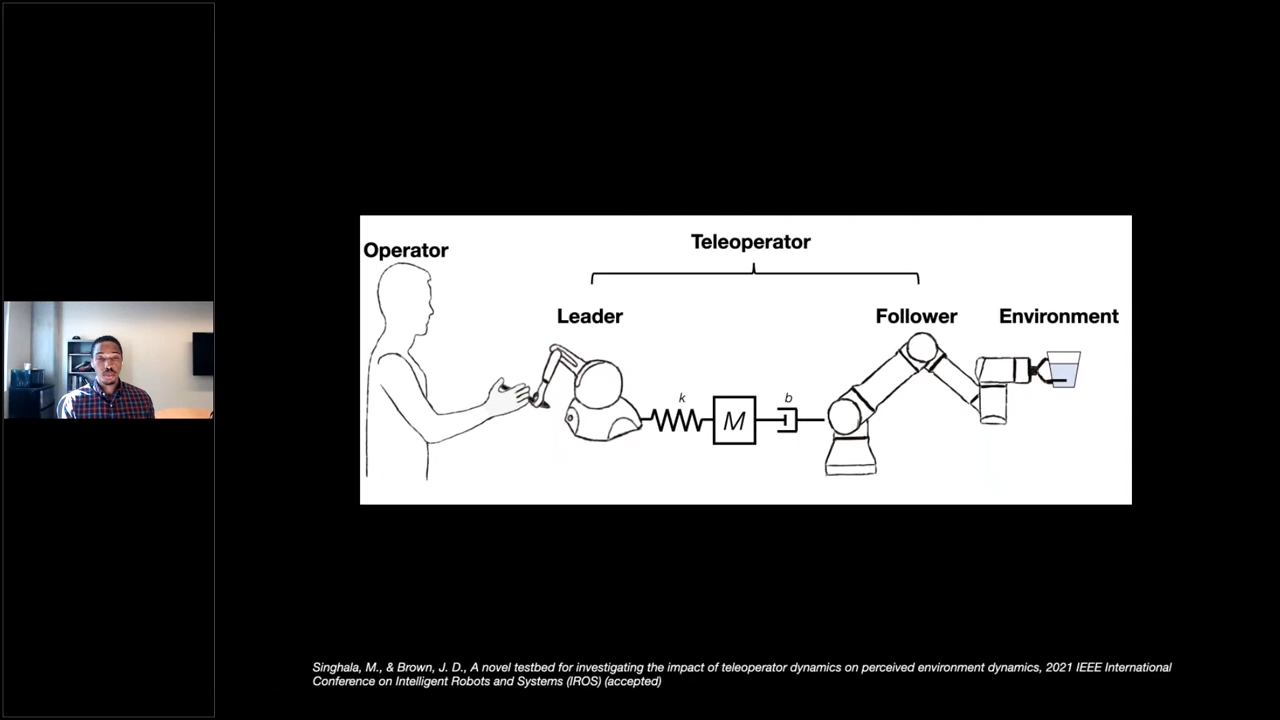 Teleoperator
Operator
Leader
Follower
Environment
k
M
b
Singhala, M., & Brown, J. D., A novel testbed for investigating the impact of teleoperator dynamics on perceived environment dynamics, 2021 IEEE International
Conference on Intelligent Robots and Systems (IROS) (accepted)